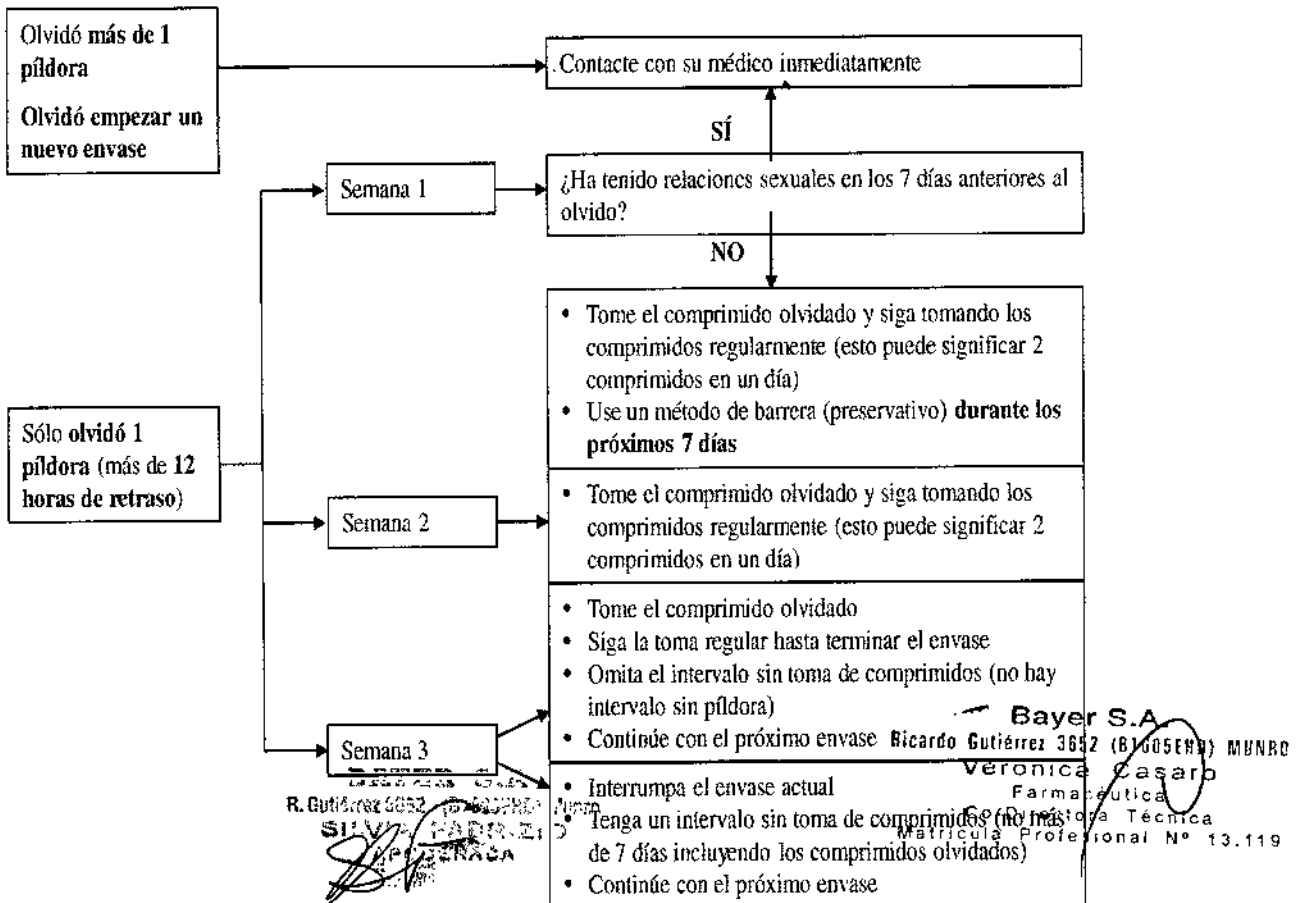 Olvidó más de 1
píldora
Olvidó empezar un
nuevo envase
Contacte con su médico inmediatamente
SÍ
Semana 1
¿Ha tenido relaciones sexuales en los 7 días anteriores al
olvido?
NO
• Tome el comprimido olvidado y siga tomando los
comprimidos regularmente (esto puede significar 2
comprimidos en un día)
• Use un método de barrera (preservativo) durante los
próximos 7 días
Sólo olvidó 1
píldora (más de 12
horas de retraso)
Semana 2
• Tome el comprimido olvidado y siga tomando los
comprimidos regularmente (esto puede significar 2
comprimidos en un día)
Semana 3
• Tome el comprimido olvidado
• Siga la toma regular hasta terminar el envase
• Omita el intervalo sin toma de comprimidos (no hay
intervalo sin píldora)
• Continúe con el próximo envase
• Interrumpa el envase actual
• Tenga un intervalo sin toma de comprimidos (no más
de 7 días incluyendo los comprimidos olvidados)
• Continúe con el próximo envase
Bayer S.A.
Ricardo Gutiérrez 3652 MUNRO
Verónica Casaro
Farmacéutica
Técnica
Matrícula Profesional Nº 13.119
R. Gutiérrez